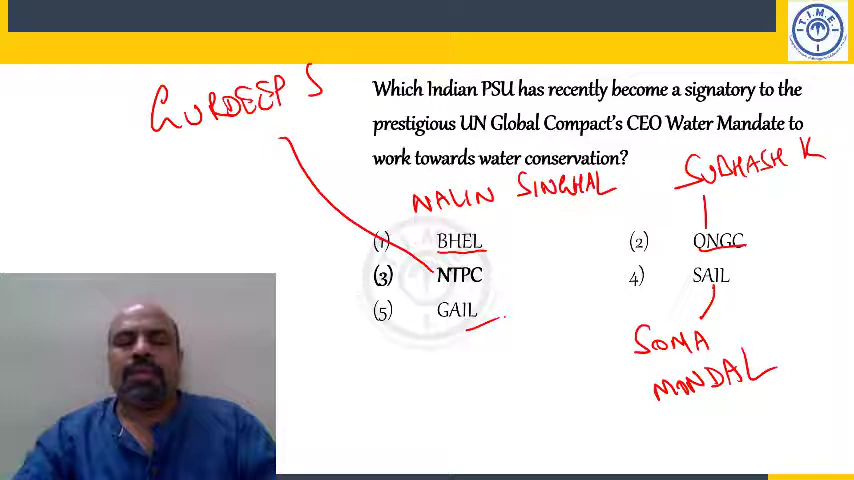 T.I.M.E.
GURDEEP S
Which Indian PSU has recently become a signatory to the
prestigious UN Global Compact's CEO Water Mandate to
work towards water conservation?
SUBHASH K
NALIN SINGHAL
(1) BHEL (2) ONGC
(3) NTPC 4) SAIL
(5) GAIL
SOMA
MONDAL